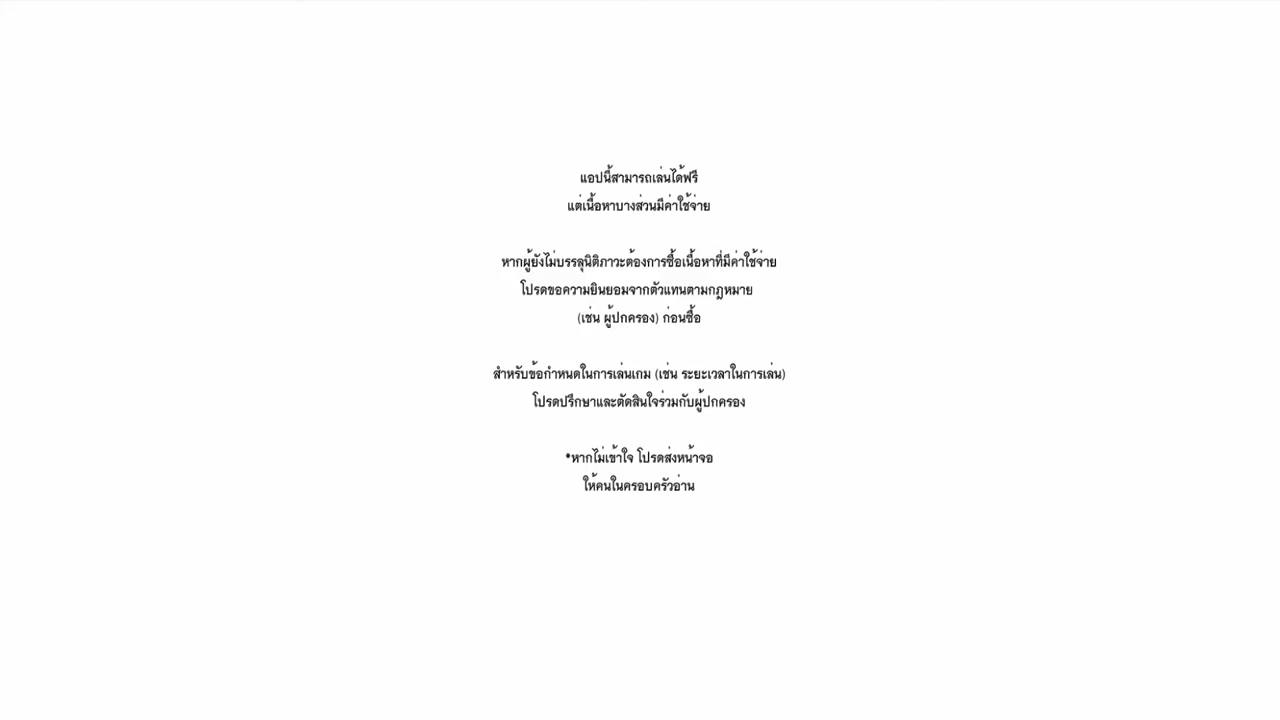 แอปนี้สามารถเล่นได้ฟรี
แต่เนื้อหาบางส่วนมีค่าใช้จ่าย
หากผู้ยังไม่บรรลุนิติภาวะต้องการซื้อเนื้อหาที่มีค่าใช้จ่าย
โปรดขอความยินยอมจากตัวแทนตามกฎหมาย
(เช่น ผู้ปกครอง) ก่อนซื้อ
สำหรับข้อกำหนดในการเล่นเกม (เช่น ระยะเวลาในการเล่น)
โปรดปรึกษาและตัดสินใจร่วมกับผู้ปกครอง
*หากไม่เข้าใจ โปรดส่งหน้าจอ
ให้คนในครอบครัวอ่าน